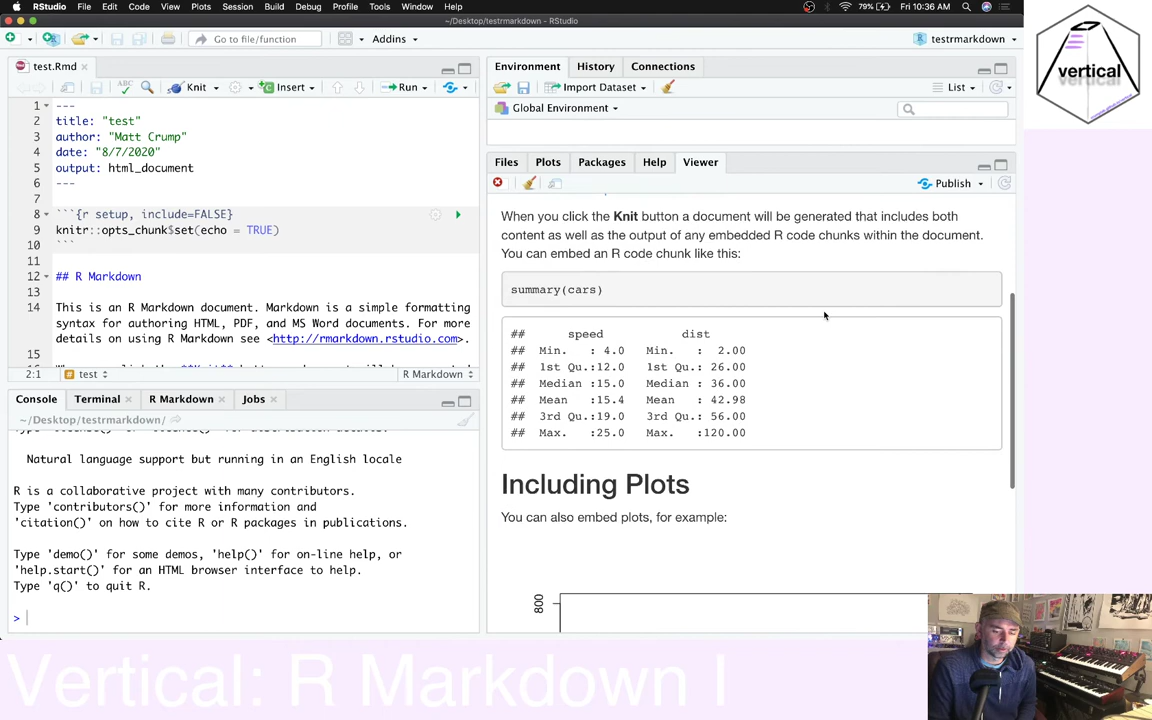 RStudio File Edit Code View Plots Session Build Debug Profile Tools Window Help
79% Fri 10:36 AM
~/Desktop/testrmarkdown - RStudio
Go to file/function Addins testrmarkdown
test.Rmd
Knit Insert Run
1 ---
2 title: "test"
3 author: "Matt Crump"
4 date: "8/7/2020"
5 output: html_document
6 ---
7
8 ```{r setup, include=FALSE}
9 knitr::opts_chunk$set(echo = TRUE)
10 ```
11
12 ## R Markdown
13
14 This is an R Markdown document. Markdown is a simple formatting
syntax for authoring HTML, PDF, and MS Word documents. For more
details on using R Markdown see <http://rmarkdown.rstudio.com>.
15
2:1 test R Markdown
Console Terminal R Markdown Jobs
~/Desktop/testrmarkdown/
Natural language support but running in an English locale
R is a collaborative project with many contributors.
Type 'contributors()' for more information and
'citation()' on how to cite R or R packages in publications.
Type 'demo()' for some demos, 'help()' for on-line help, or
'help.start()' for an HTML browser interface to help.
Type 'q()' to quit R.
>
Environment History Connections
Import Dataset List
Global Environment
Files Plots Packages Help Viewer
Publish
When you click the Knit button a document will be generated that includes both
content as well as the output of any embedded R code chunks within the document.
You can embed an R code chunk like this:
summary(cars)
## speed dist
## Min. : 4.0 Min. : 2.00
## 1st Qu.:12.0 1st Qu.: 26.00
## Median :15.0 Median : 36.00
## Mean :15.4 Mean : 42.98
## 3rd Qu.:19.0 3rd Qu.: 56.00
## Max. :25.0 Max. :120.00
Including Plots
You can also embed plots, for example:
800
vertical
Vertical: R Markdown I